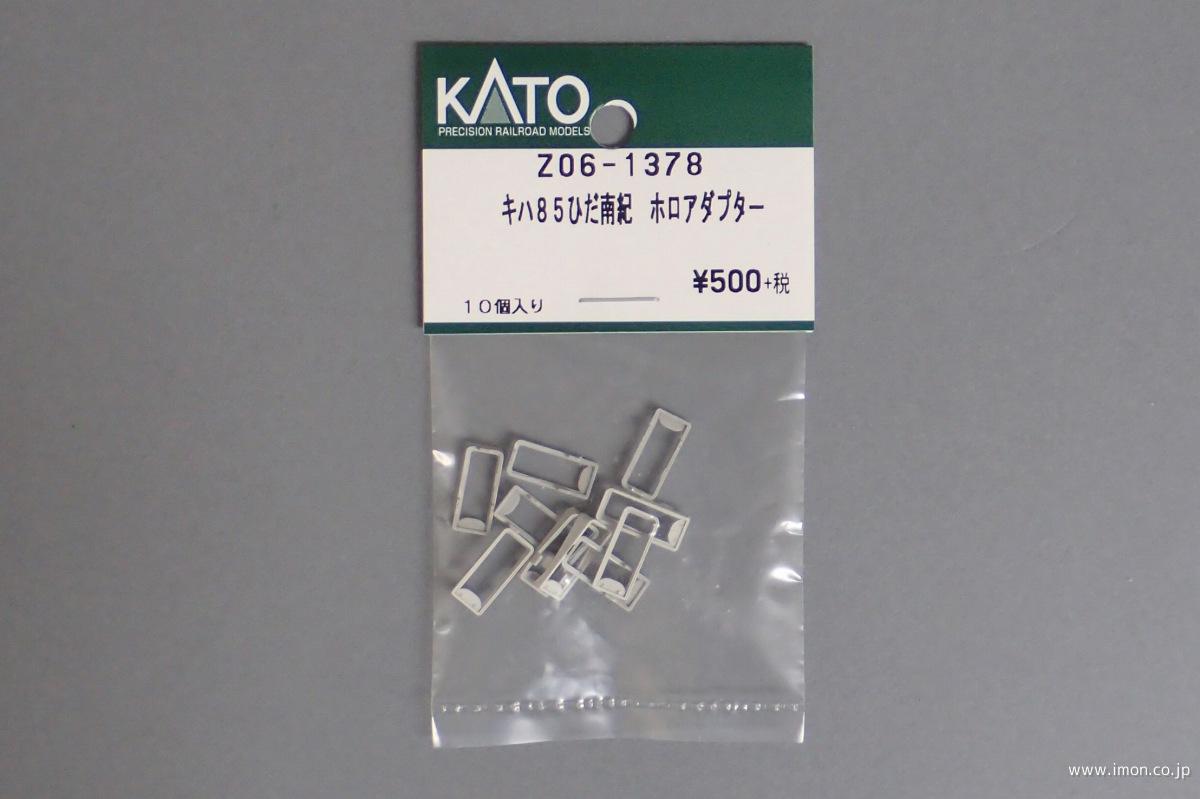 KATO
PRECISION RAILROAD MODELS
Z06-1378
キハ85ひだ南紀 ホロアダプター
¥500+税
10個入り
www.imon.co.jp